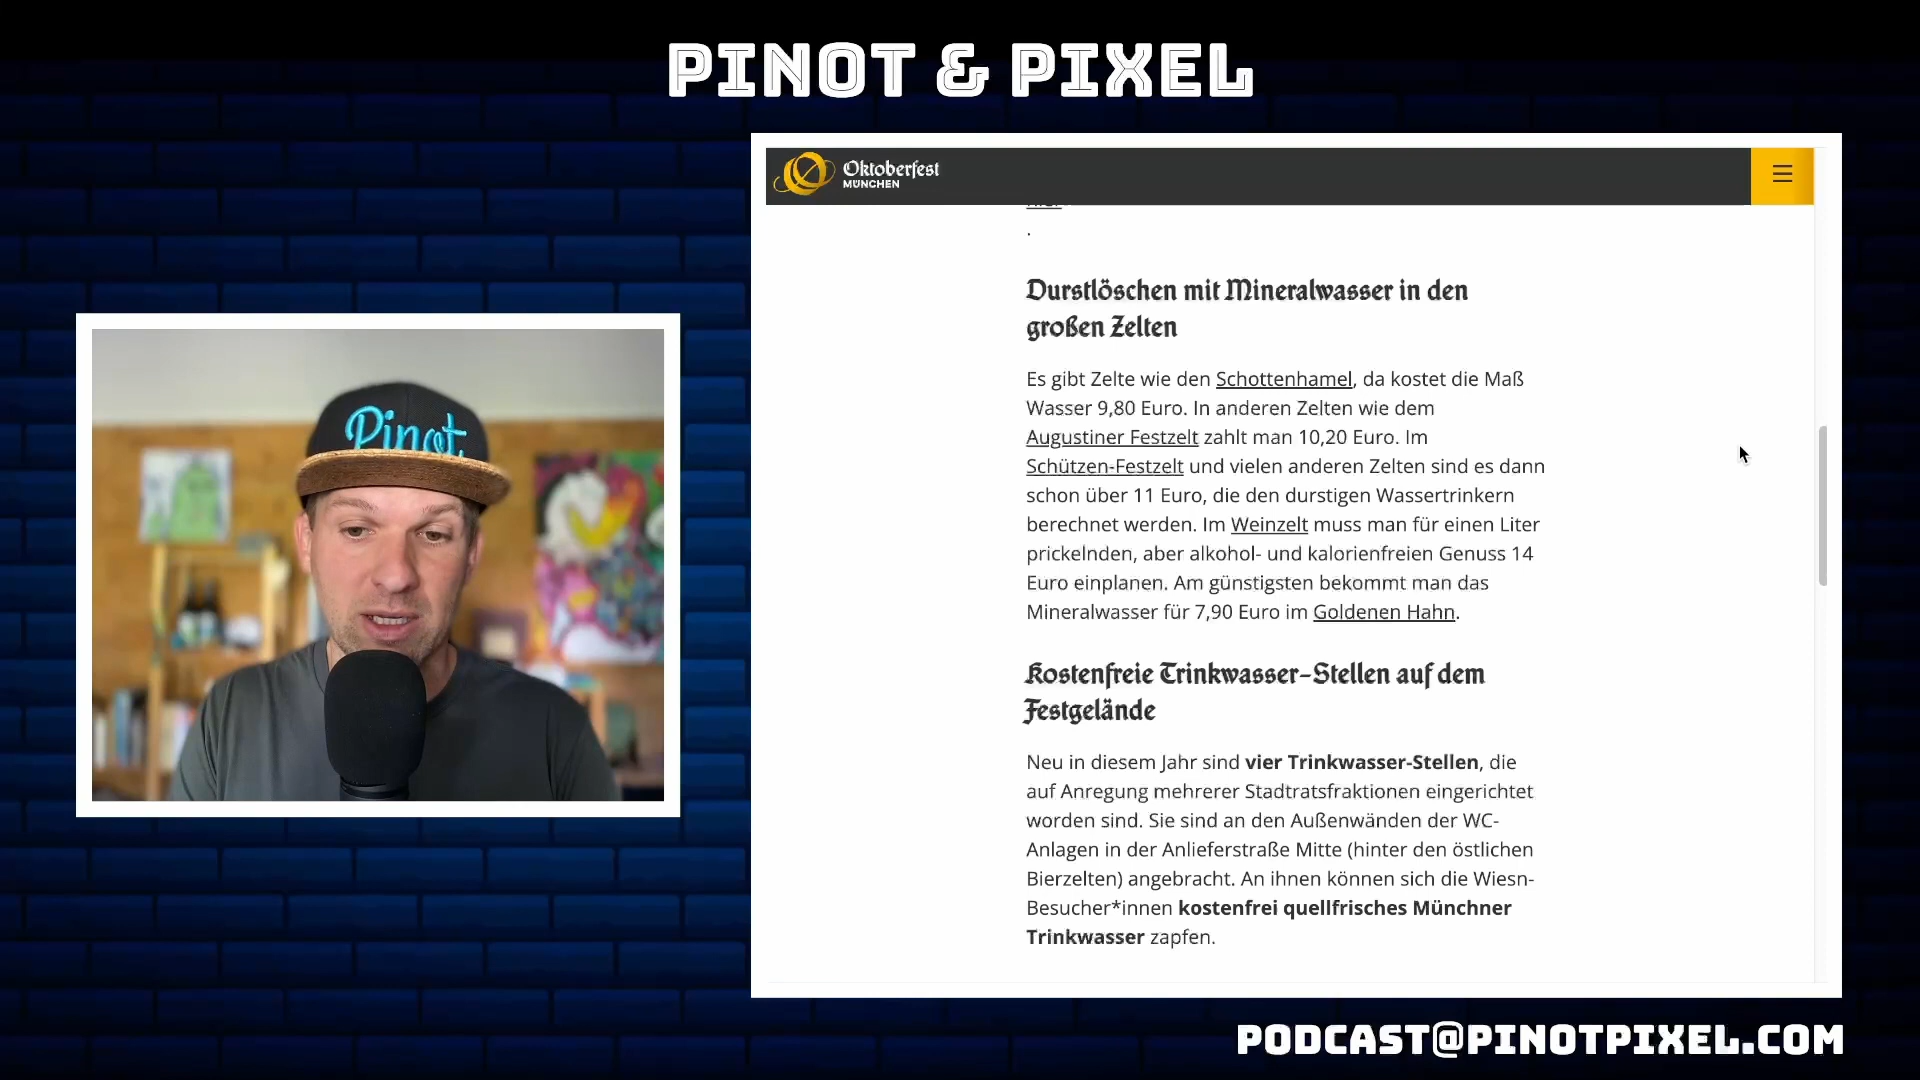 PINOT & PIXEL
Oktoberfest
MÜNCHEN
.
Durstlöschen mit Mineralwasser in den
großen Zelten
Es gibt Zelte wie den Schottenhamel, da kostet die Maß
Wasser 9,80 Euro. In anderen Zelten wie dem
Augustiner Festzelt zahlt man 10,20 Euro. Im
Schützen-Festzelt und vielen anderen Zelten sind es dann
schon über 11 Euro, die den durstigen Wassertrinkern
berechnet werden. Im Weinzelt muss man für einen Liter
prickelnden, aber alkohol- und kalorienfreien Genuss 14
Euro einplanen. Am günstigsten bekommt man das
Mineralwasser für 7,90 Euro im Goldenen Hahn.
Kostenfreie Trinkwasser-Stellen auf dem
Festgelände
Neu in diesem Jahr sind vier Trinkwasser-Stellen, die
auf Anregung mehrerer Stadtratsfraktionen eingerichtet
worden sind. Sie sind an den Außenwänden der WC-
Anlagen in der Anlieferstraße Mitte (hinter den östlichen
Bierzelten) angebracht. An ihnen können sich die Wiesn-
Besucher*innen kostenfrei quellfrisches Münchner
Trinkwasser zapfen.
Pinot
PODCAST@PINOTPIXEL.COM